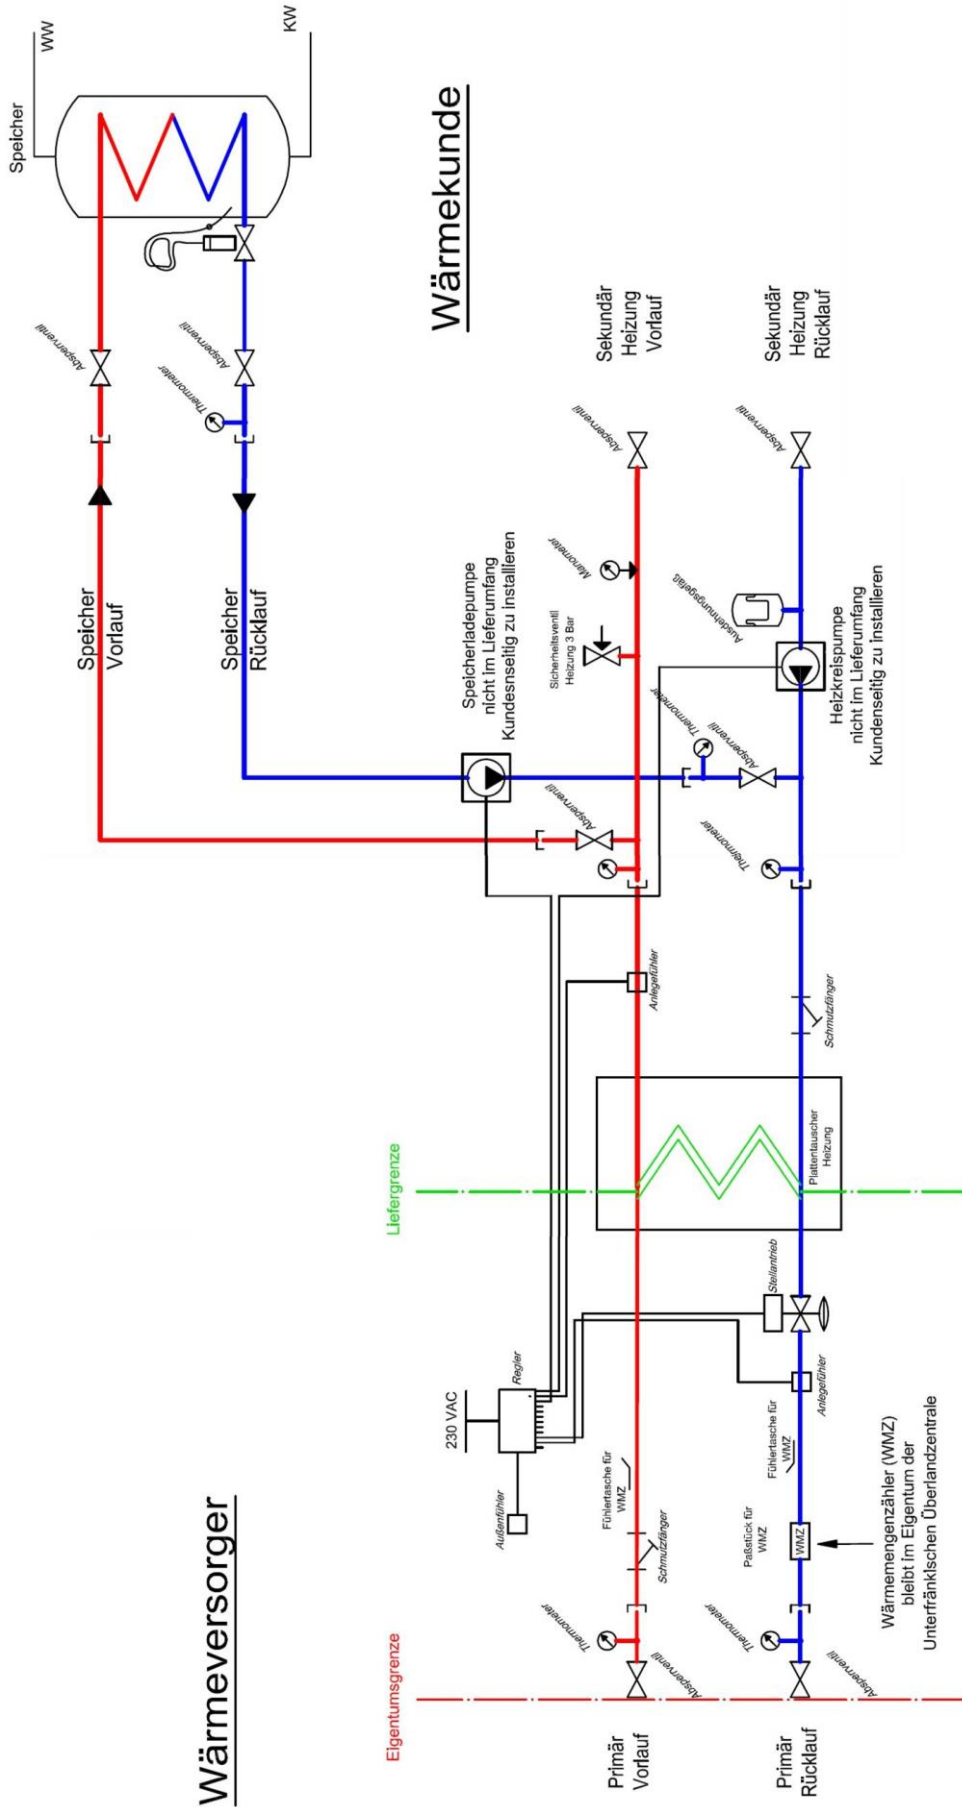 Speicher
WW
KW
Absperrventil
Absperrventil
Thermometer
Speicher
Vorlauf
Speicher
Rücklauf
Wärmeversorger
Wärmekunde
Eigentumsgrenze
Liefergrenze
230 VAC
Außenfühler
Regler
Speicherladepumpe
nicht im Lieferumfang
Kundesnseitig zu installieren
Absperrventil
Sicherheitsventil
Heizung 3 Bar
Manometer
Absperrventil
Sekundär
Heizung
Vorlauf
Primär
Vorlauf
Thermometer
Absperrventil
Schmutzfänger
Fühlertasche für
WMZ
Anlegefühler
Thermometer
Absperrventil
Ausdehnungsgefäß
Absperrventil
Sekundär
Heizung
Rücklauf
Primär
Rücklauf
Thermometer
Absperrventil
Paßstück für
WMZ
WMZ
Fühlertasche für
WMZ
Stellantrieb
Anlegefühler
Plattentauscher
Heizung
Schmutzfänger
Thermometer
Heizkreispumpe
nicht im Lieferumfang
Kundenseitig zu installieren
Wärmemengenzähler (WMZ)
bleibt im Eigentum der
Unterfränkischen Überlandzentrale